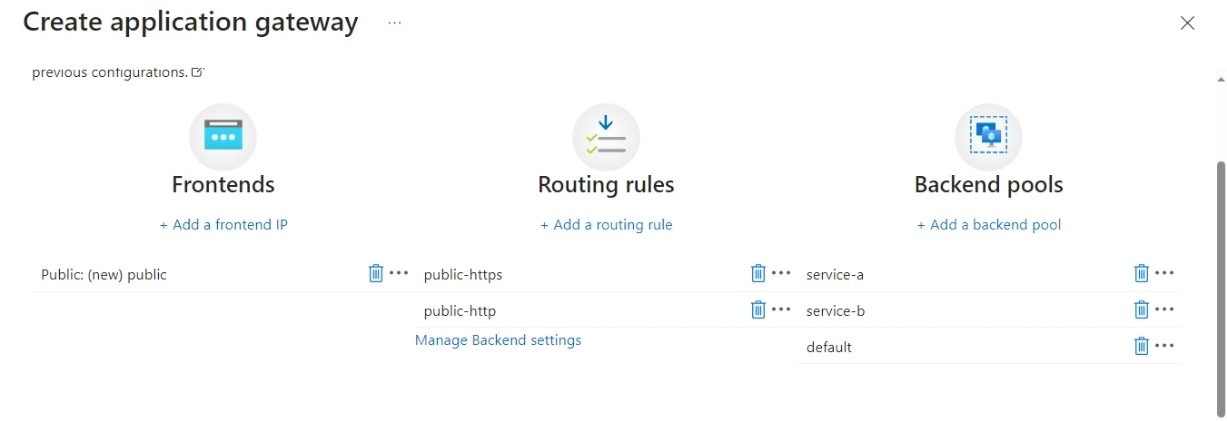 Create application gateway ...
previous configurations.
Frontends
Routing rules
Backend pools
+ Add a frontend IP
+ Add a routing rule
+ Add a backend pool
Public: (new) public
public-https
service-a
public-http
service-b
Manage Backend settings
default